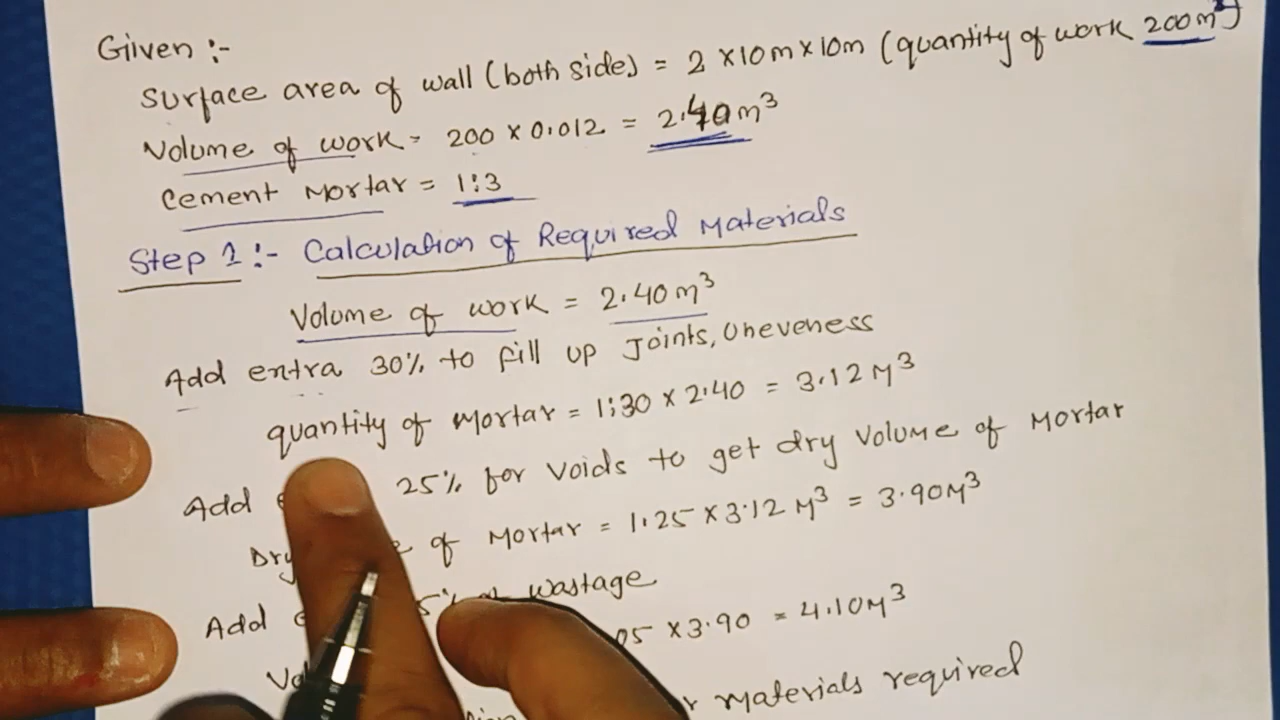 Given :-
Surface area of wall (both side) = 2 x10m x 10m (quantity of work 200m²)
Volume of work = 200 x 0.012 = 2.40m³
Cement Mortar = 1:3
Step 1:- Calculation of Required Materials
Volume of work = 2.40m³
Add extra 30% to fill up Joints, Uneveness
quantity of Mortar = 1:30 x 2.40 = 3.12 M³
Add 25% for Voids to get dry Volume of Mortar
Dry of Mortar = 1.25 x 3.12 M³ = 3.90M³
Add 5% wastage
05 x 3.90 = 4.10M³
materials required